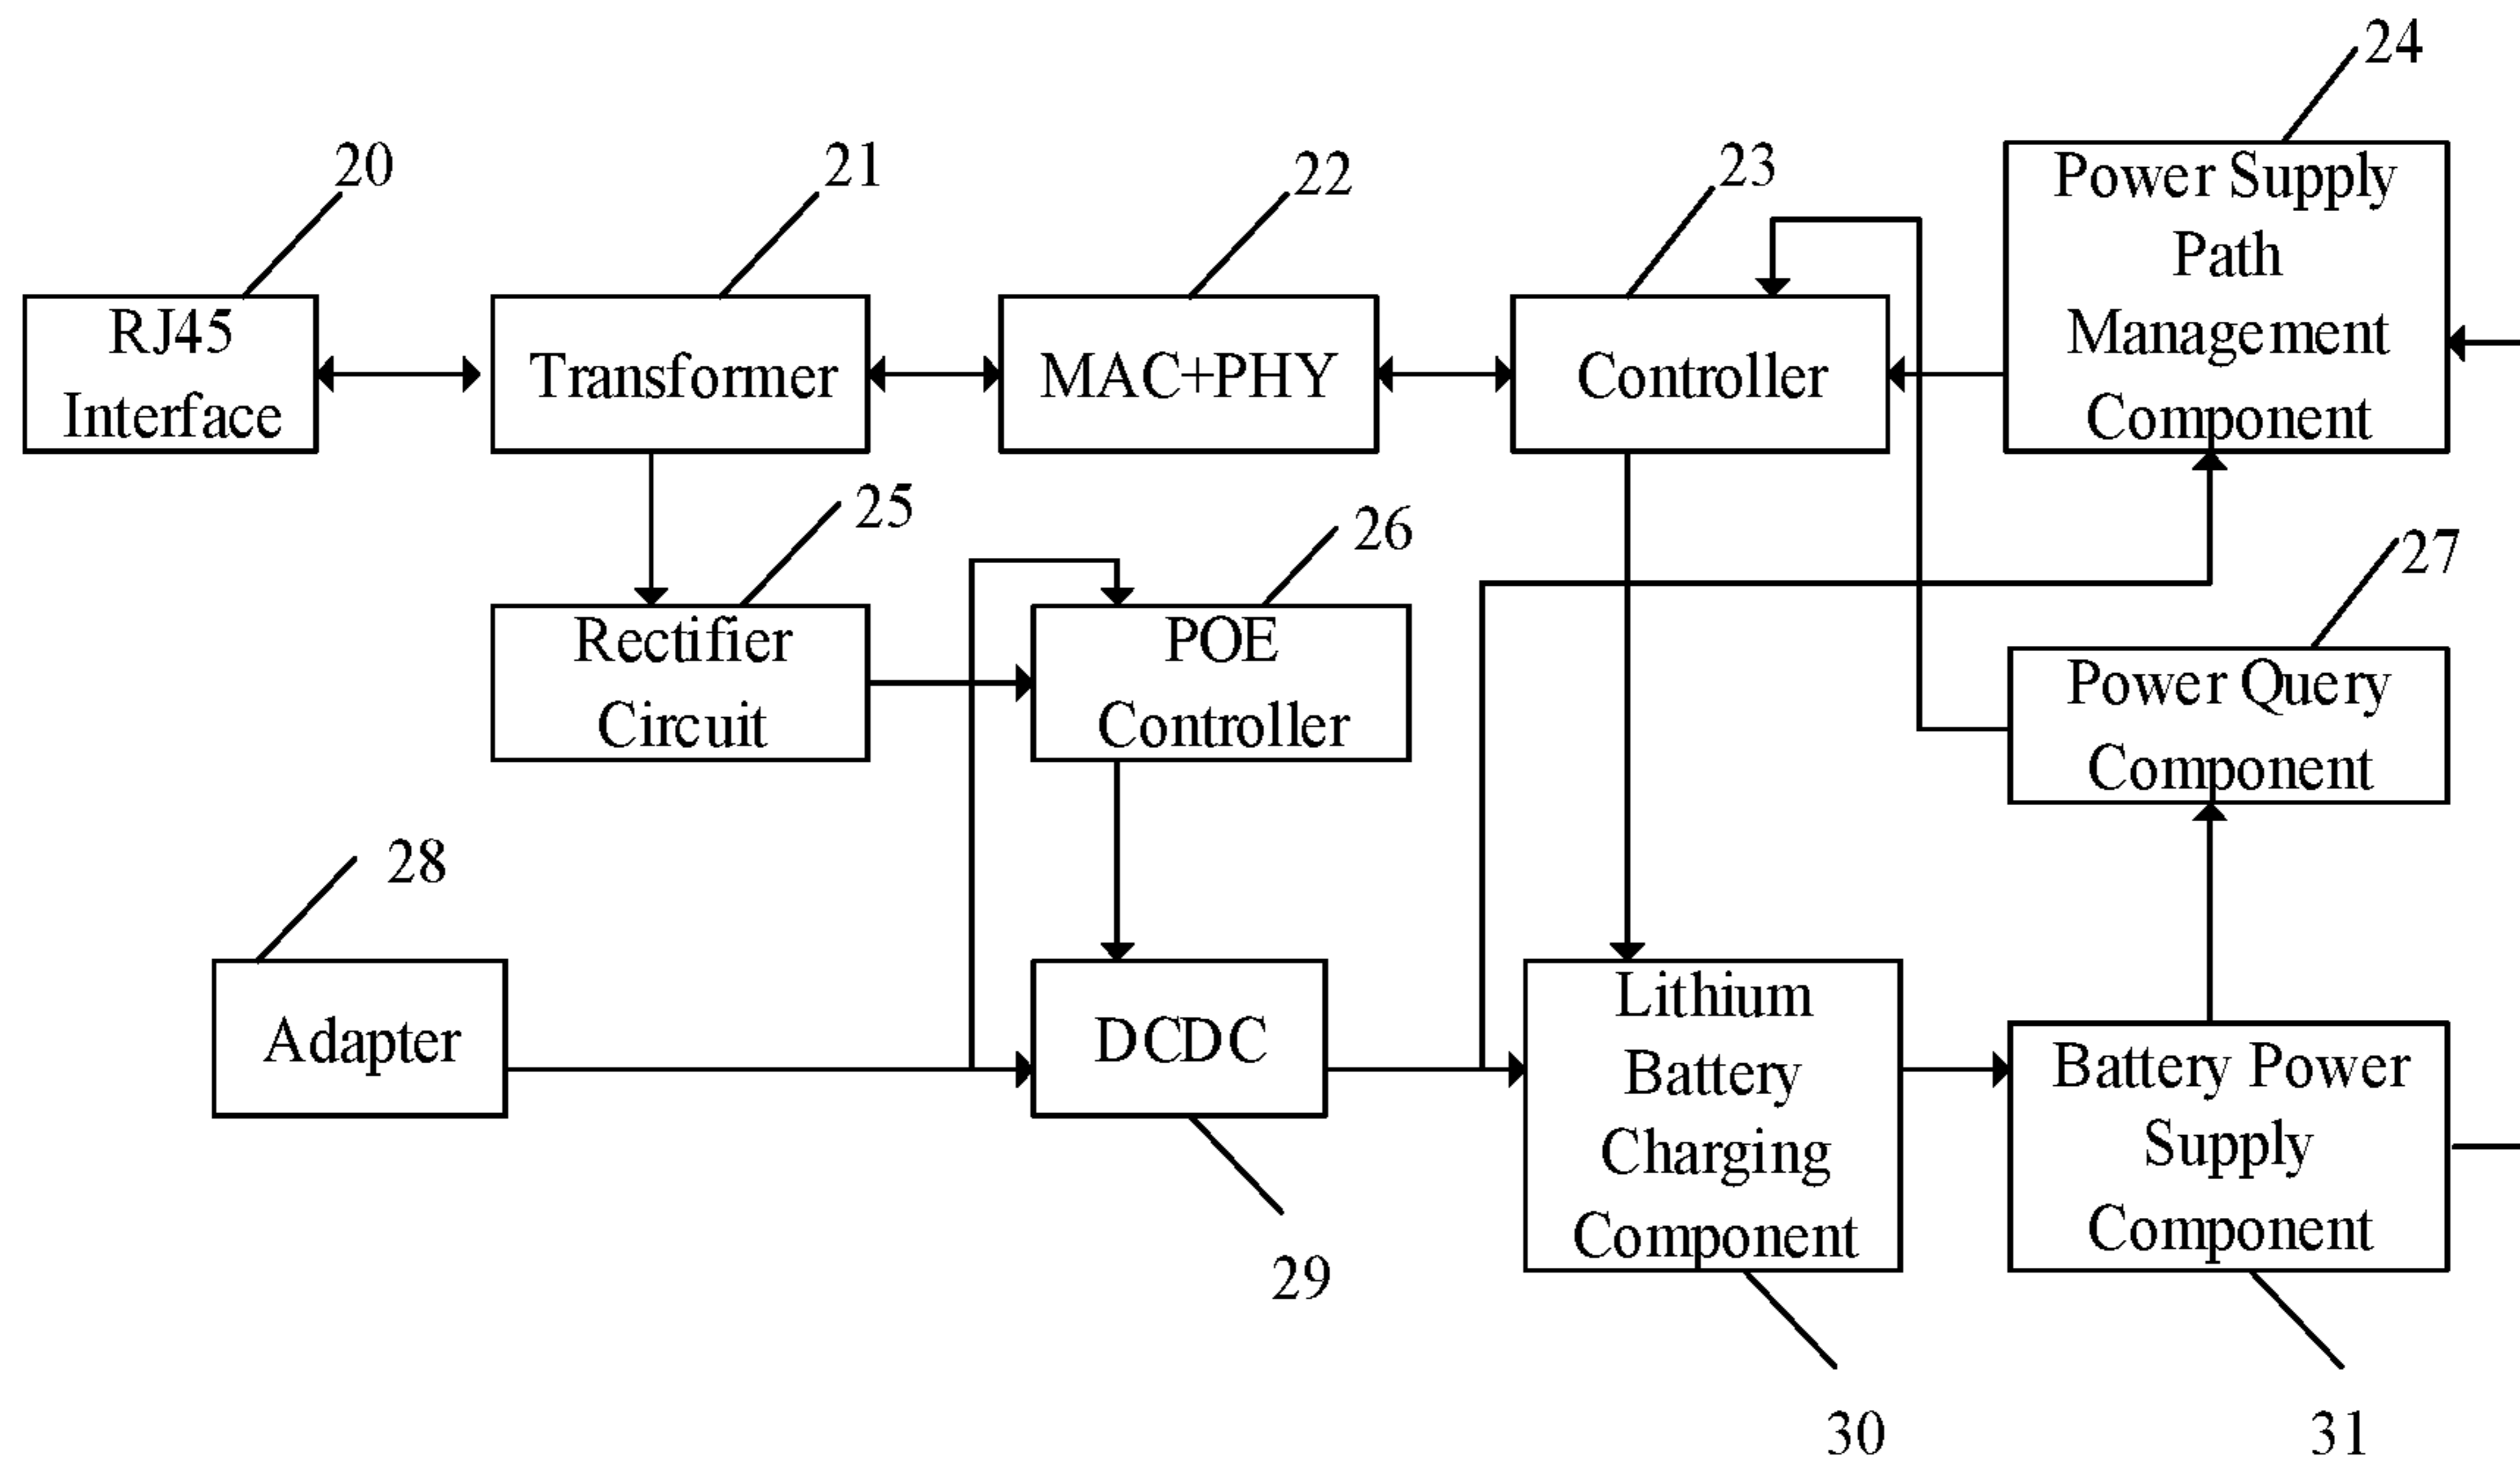 24
20
21
22
23
Power Supply
Path
Management
Component
RJ45
Interface
Transformer
MAC+PHY
Controller
25
26
27
Rectifier
Circuit
POE
Controller
Power Query
Component
28
Adapter
DCDC
Lithium
Battery
Charging
Component
Battery Power
Supply
Component
29
30
31